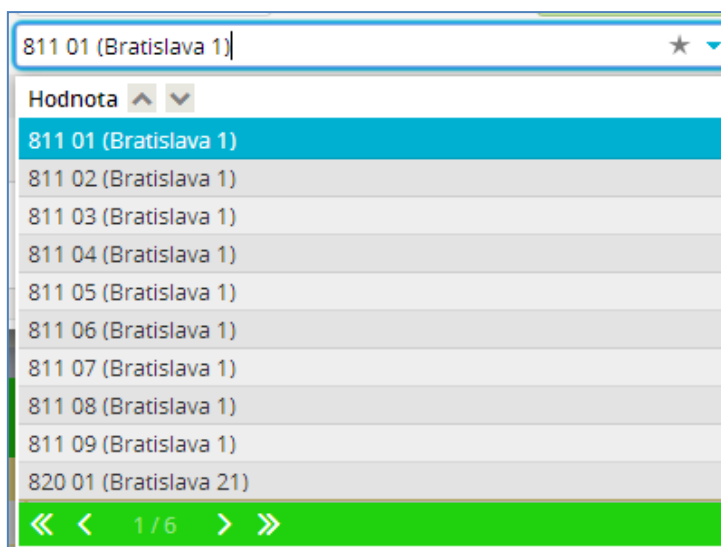 811 01 (Bratislava 1)
Hodnota
811 01 (Bratislava 1)
811 02 (Bratislava 1)
811 03 (Bratislava 1)
811 04 (Bratislava 1)
811 05 (Bratislava 1)
811 06 (Bratislava 1)
811 07 (Bratislava 1)
811 08 (Bratislava 1)
811 09 (Bratislava 1)
820 01 (Bratislava 21)
1 / 6